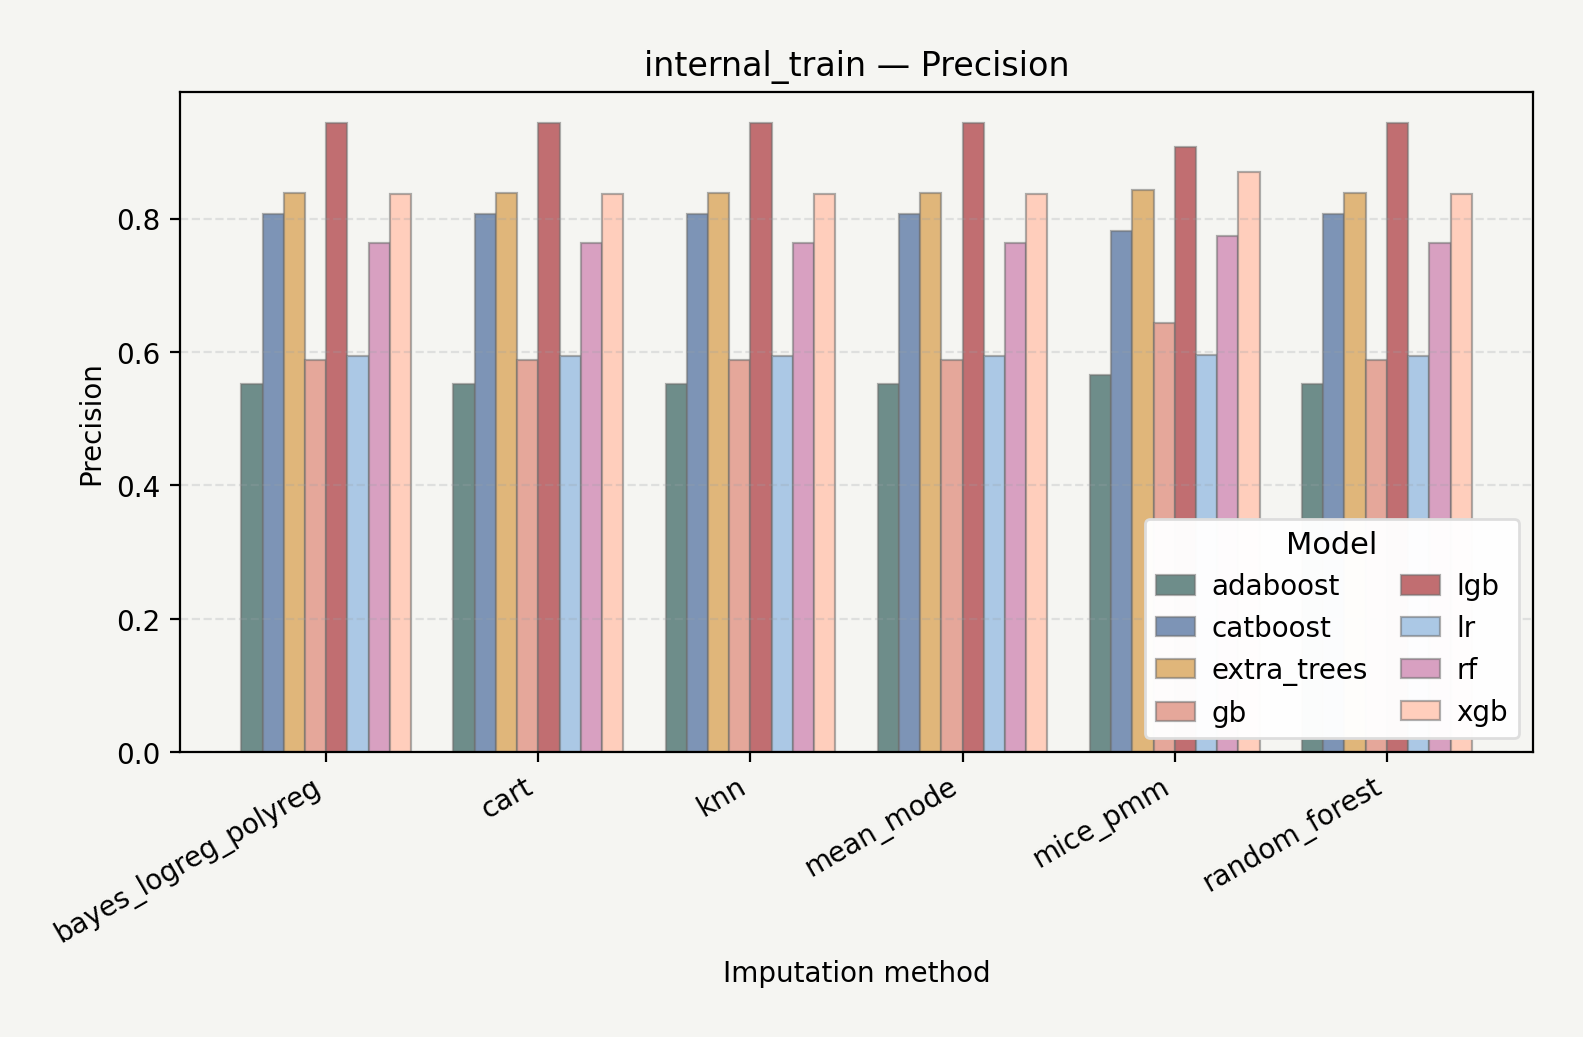 internal_train — Precision
Precision
0.8
0.6
0.4
0.2
0.0
Model
adaboost
catboost
extra_trees
gb
lgb
lr
rf
xgb
bayes_logreg_polyreg
cart
knn
mean_mode
mice_pmm
random_forest
Imputation method